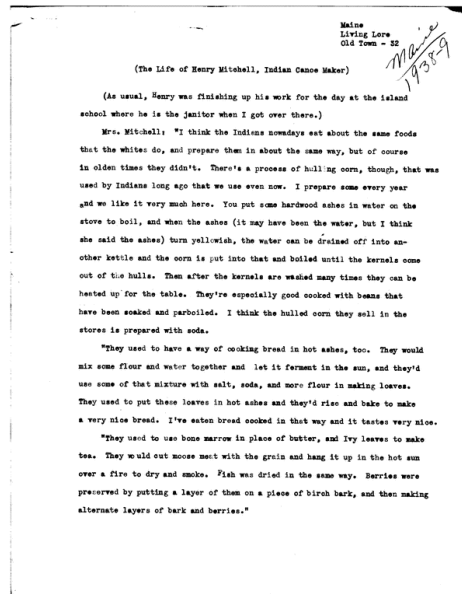 Maine
Living Lore
Old Town - 32
Maine
1938-9
(The Life of Henry Mitchell, Indian Canoe Maker)
(As usual, Henry was finishing up his work for the day at the island
school where he is the janitor when I got over there.)
Mrs. Mitchell: "I think the Indians nowadays eat about the same foods
that the whites do, and prepare them in about the same way, but of course
in olden times they didn't. There's a process of hulling corn, though, that was
used by Indians long ago that we use even now. I prepare some every year
and we like it very much here. You put some hardwood ashes in water on the
stove to boil, and when the ashes (it may have been the water, but I think
she said the ashes) turn yellowish, the water can be drained off into an-
other kettle and the corn is put into that and boiled until the kernels come
out of the hulls. Then after the kernels are washed many times they can be
heated up for the table. They're especially good cooked with beans that
have been soaked and parboiled. I think the hulled corn they sell in the
stores is prepared with soda.
"They used to have a way of cooking bread in hot ashes, too. They would
mix some flour and water together and let it ferment in the sun, and they'd
use some of that mixture with salt, soda, and more flour in making loaves.
They used to put these loaves in hot ashes and they'd rise and bake to make
a very nice bread. I've eaten bread cooked in that way and it tastes very nice.
"They used to use bone marrow in place of butter, and Ivy leaves to make
tea. They would out moose meat with the grain and hang it up in the hot sun
over a fire to dry and smoke. Fish was dried in the same way. Berries were
preserved by putting a layer of them on a piece of birch bark, and then making
alternate layers of bark and berries."